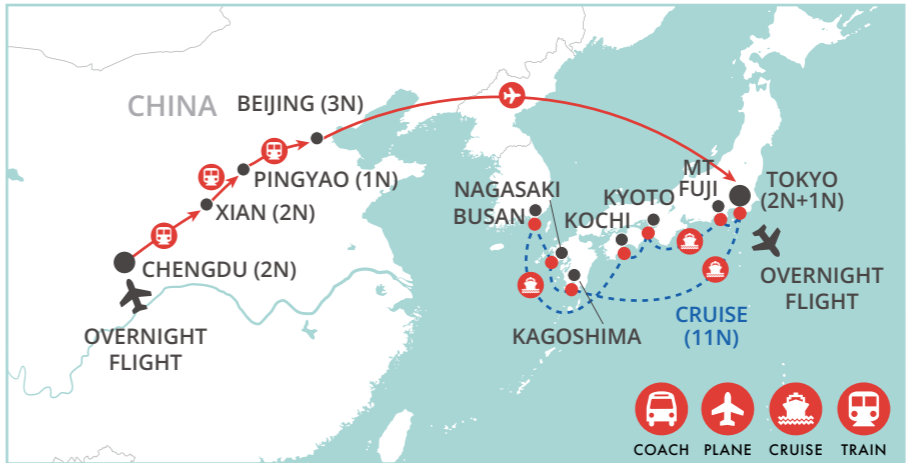 CHINA
BEIJING (3N)
PINGYAO (1N)
XIAN (2N)
CHENGDU (2N)
OVERNIGHT
FLIGHT
NAGASAKI
BUSAN
KOCHI
KYOTO
MT
FUJI
TOKYO
(2N+1N)
OVERNIGHT
FLIGHT
KAGOSHIMA
CRUISE
(11N)
COACH
PLANE
CRUISE
TRAIN